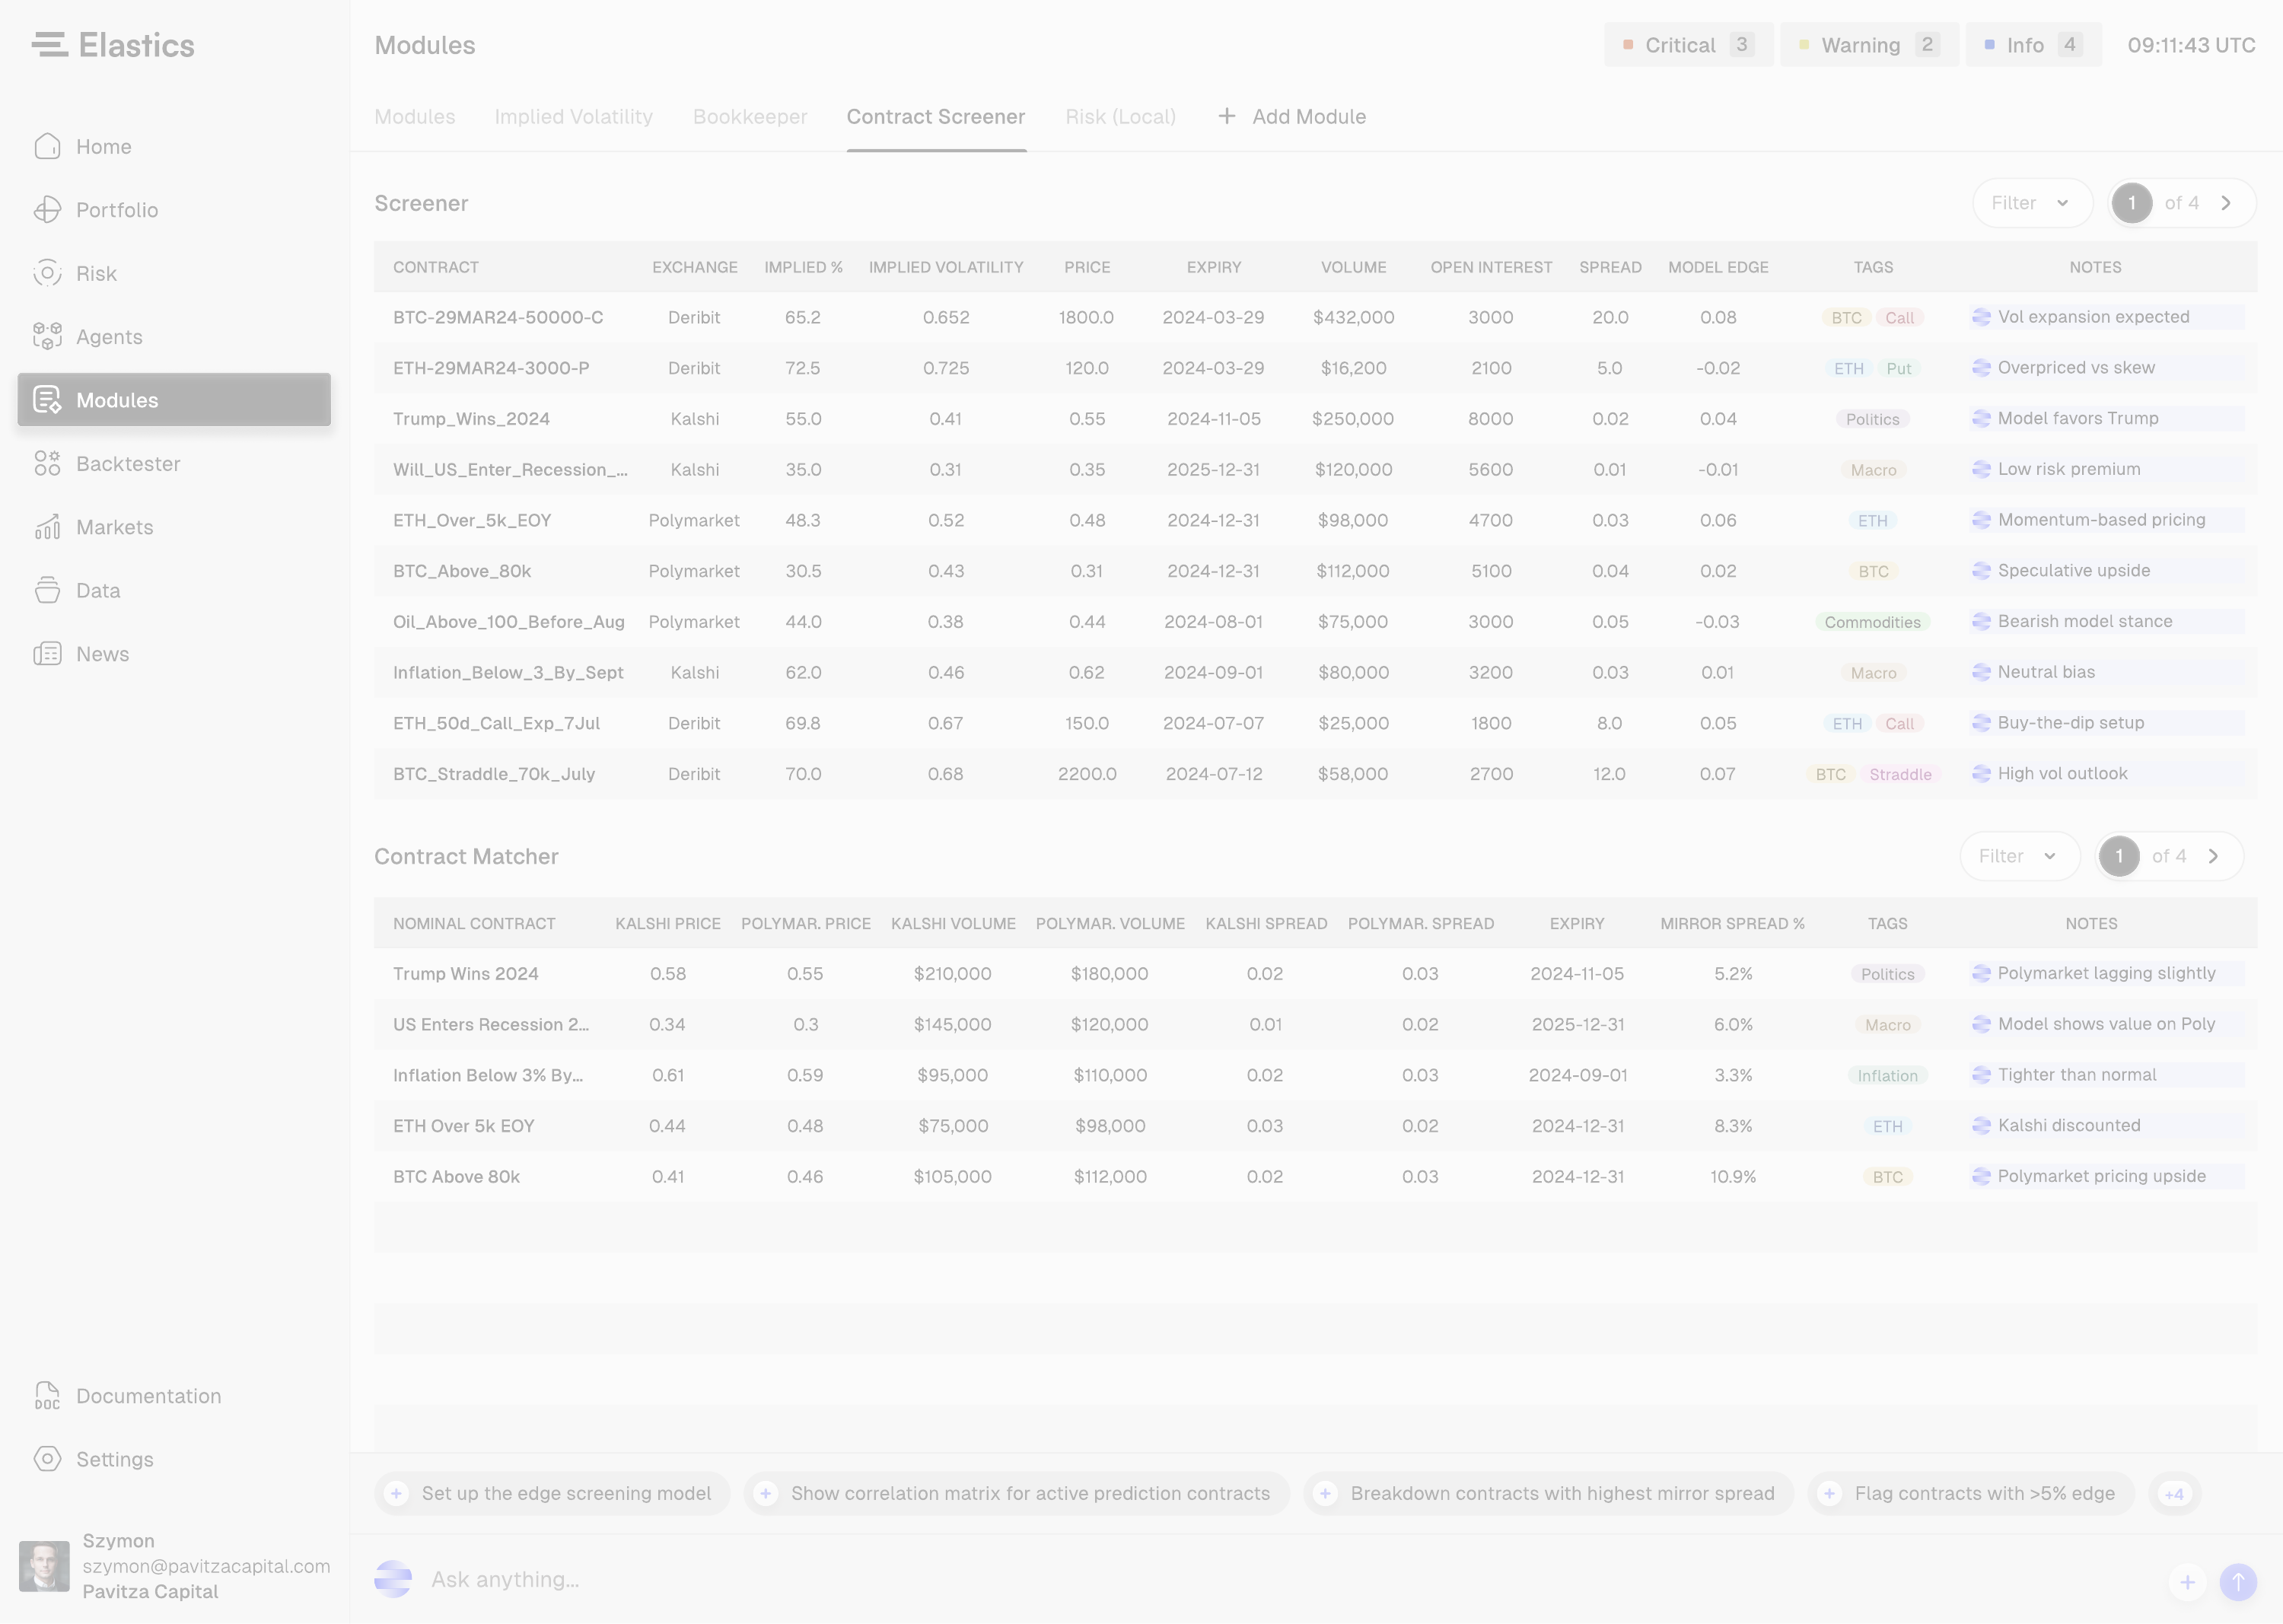 Elastics
Home
Portfolio
Risk
Agents
Modules
Backtester
Markets
Data
News
DOC Documentation
Settings
Szymon
szymon@pavitzacapital.com
Pavitza Capital
Modules
Critical 3 Warning 2 Info 4 09:11:43 UTC
Modules Implied Volatility Bookkeeper Contract Screener Risk (Local) + Add Module
Screener
Filter 1 of 4
CONTRACT EXCHANGE IMPLIED % IMPLIED VOLATILITY PRICE EXPIRY VOLUME OPEN INTEREST SPREAD MODEL EDGE TAGS NOTES
BTC-29MAR24-50000-C Deribit 65.2 0.652 1800.0 2024-03-29 $432,000 3000 20.0 0.08 BTC Call Vol expansion expected
ETH-29MAR24-3000-P Deribit 72.5 0.725 120.0 2024-03-29 $16,200 2100 5.0 -0.02 ETH Put Overpriced vs skew
Trump_Wins_2024 Kalshi 55.0 0.41 0.55 2024-11-05 $250,000 8000 0.02 0.04 Politics Model favors Trump
Will_US_Enter_Recession_... Kalshi 35.0 0.31 0.35 2025-12-31 $120,000 5600 0.01 -0.01 Macro Low risk premium
ETH_Over_5k_EOY Polymarket 48.3 0.52 0.48 2024-12-31 $98,000 4700 0.03 0.06 ETH Momentum-based pricing
BTC_Above_80k Polymarket 30.5 0.43 0.31 2024-12-31 $112,000 5100 0.04 0.02 BTC Speculative upside
Oil_Above_100_Before_Aug Polymarket 44.0 0.38 0.44 2024-08-01 $75,000 3000 0.05 -0.03 Commodities Bearish model stance
Inflation_Below_3_By_Sept Kalshi 62.0 0.46 0.62 2024-09-01 $80,000 3200 0.03 0.01 Macro Neutral bias
ETH_50d_Call_Exp_7Jul Deribit 69.8 0.67 150.0 2024-07-07 $25,000 1800 8.0 0.05 ETH Call Buy-the-dip setup
BTC_Straddle_70k_July Deribit 70.0 0.68 2200.0 2024-07-12 $58,000 2700 12.0 0.07 BTC Straddle High vol outlook
Contract Matcher
Filter 1 of 4
NOMINAL CONTRACT KALSHI PRICE POLYMAR. PRICE KALSHI VOLUME POLYMAR. VOLUME KALSHI SPREAD POLYMAR. SPREAD EXPIRY MIRROR SPREAD % TAGS NOTES
Trump Wins 2024 0.58 0.55 $210,000 $180,000 0.02 0.03 2024-11-05 5.2% Politics Polymarket lagging slightly
US Enters Recession 2... 0.34 0.3 $145,000 $120,000 0.01 0.02 2025-12-31 6.0% Macro Model shows value on Poly
Inflation Below 3% By... 0.61 0.59 $95,000 $110,000 0.02 0.03 2024-09-01 3.3% Inflation Tighter than normal
ETH Over 5k EOY 0.44 0.48 $75,000 $98,000 0.03 0.02 2024-12-31 8.3% ETH Kalshi discounted
BTC Above 80k 0.41 0.46 $105,000 $112,000 0.02 0.03 2024-12-31 10.9% BTC Polymarket pricing upside
+ Set up the edge screening model + Show correlation matrix for active prediction contracts + Breakdown contracts with highest mirror spread + Flag contracts with >5% edge +4
Ask anything...